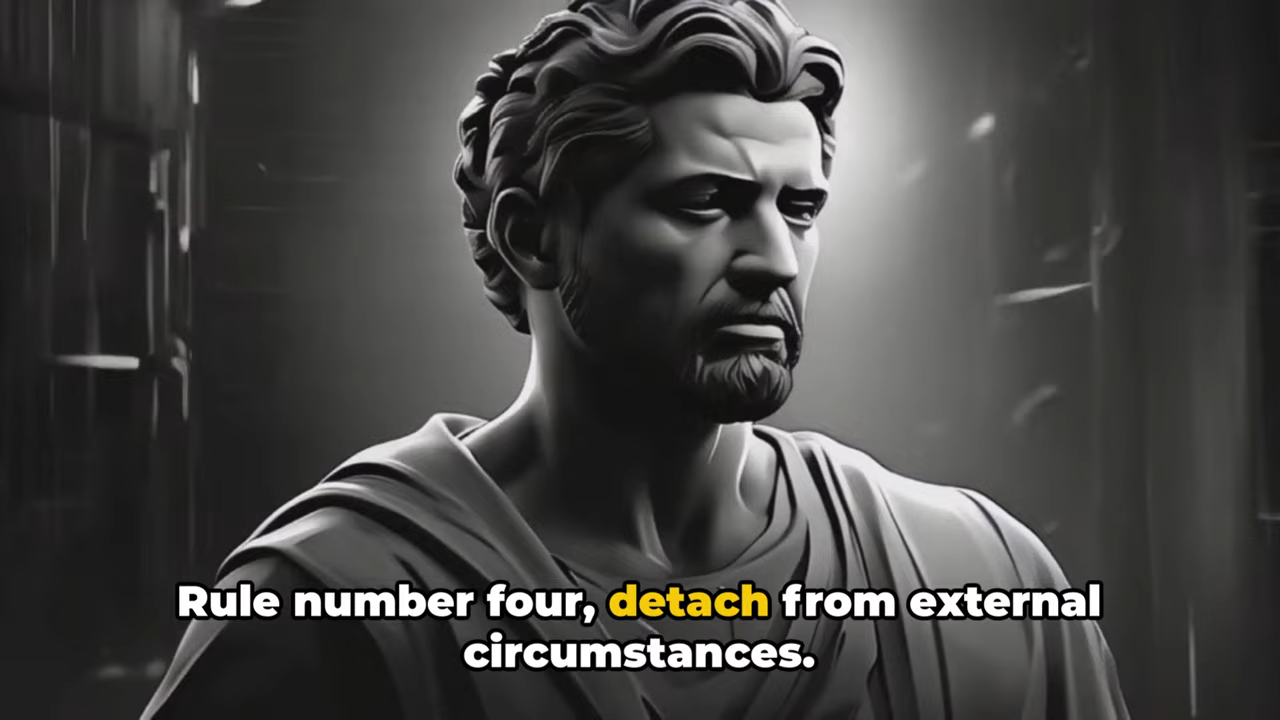 Rule number four, detach from external
circumstances.